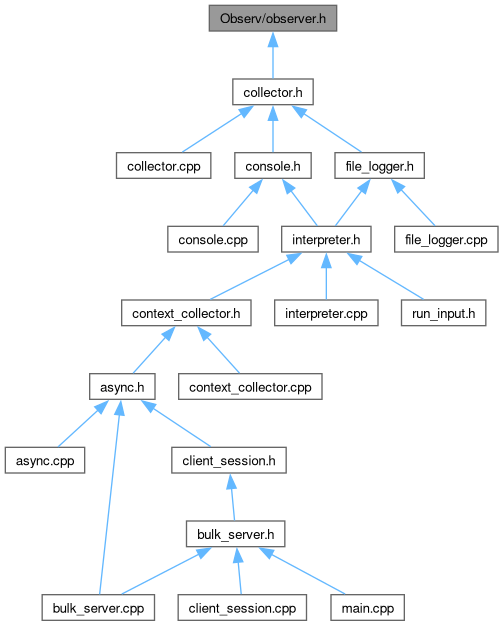 Observ/observer.h
collector.h
collector.cpp
console.h
file_logger.h
console.cpp
interpreter.h
file_logger.cpp
context_collector.h
interpreter.cpp
run_input.h
async.h
context_collector.cpp
async.cpp
client_session.h
bulk_server.h
bulk_server.cpp
client_session.cpp
main.cpp